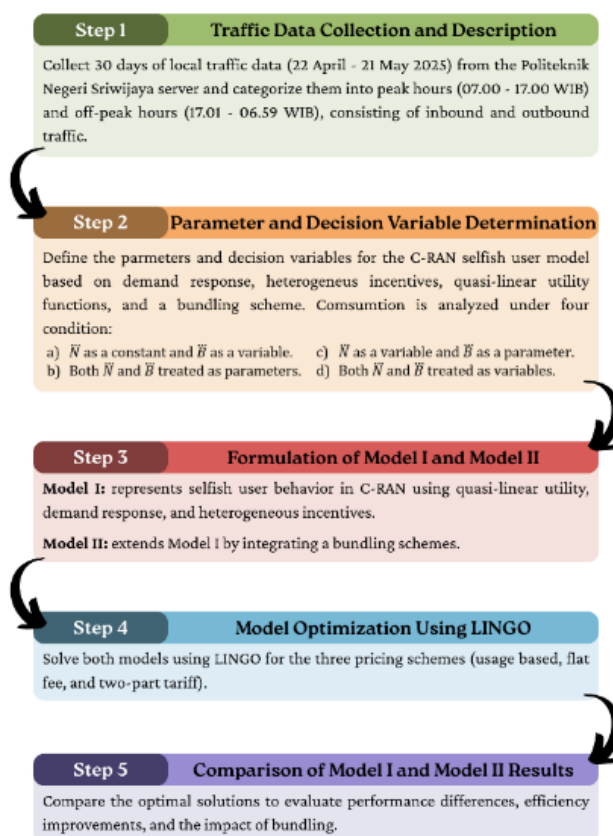 Step 1 Traffic Data Collection and Description
Collect 30 days of local traffic data (22 April - 21 May 2025) from the Politeknik
Negeri Sriwijaya server and categorize them into peak hours (07.00 - 17.00 WIB)
and off-peak hours (17.01 - 06.59 WIB), consisting of inbound and outbound
traffic.
Step 2 Parameter and Decision Variable Determination
Define the parmeters and decision variables for the C-RAN selfish user model
based on demand response, heterogeneus incentives, quasi-linear utility
functions, and a bundling scheme. Comsumtion is analyzed under four
condition:
a) N̅ as a constant and B̅ as a variable. c) N̅ as a variable and B̅ as a parameter.
b) Both N̅ and B̅ treated as parameters. d) Both N̅ and B̅ treated as variables.
Step 3 Formulation of Model I and Model II
Model I: represents selfish user behavior in C-RAN using quasi-linear utility,
demand response, and heterogeneous incentives.
Model II: extends Model I by integrating a bundling schemes.
Step 4 Model Optimization Using LINGO
Solve both models using LINGO for the three pricing schemes (usage based, flat
fee, and two-part tariff).
Step 5 Comparison of Model I and Model II Results
Compare the optimal solutions to evaluate performance differences, efficiency
improvements, and the impact of bundling.